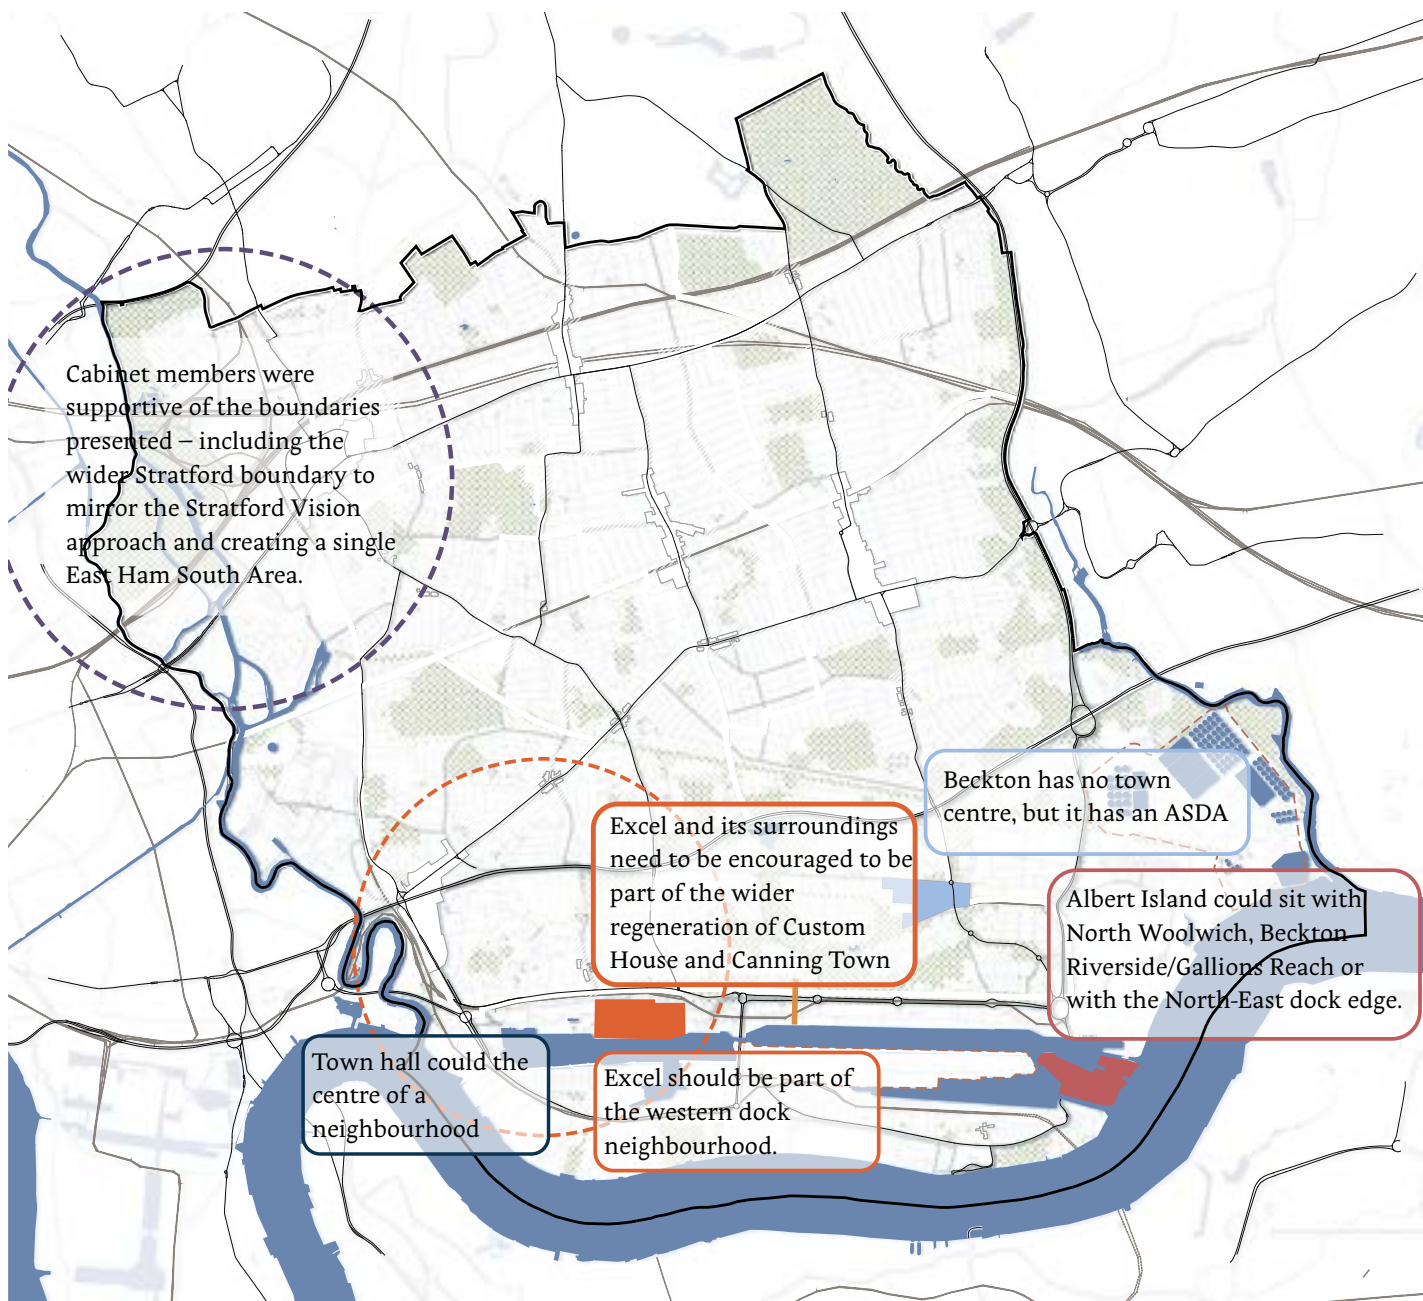 Cabinet members were
supportive of the boundaries
presented – including the
wider Stratford boundary to
mirror the Stratford Vision
approach and creating a single
East Ham South Area.
Beckton has no town
centre, but it has an ASDA
Excel and its surroundings
need to be encouraged to be
part of the wider
regeneration of Custom
House and Canning Town
Albert Island could sit with
North Woolwich, Beckton
Riverside/Gallions Reach or
with the North-East dock edge.
Town hall could the
centre of a
neighbourhood
Excel should be part of
the western dock
neighbourhood.